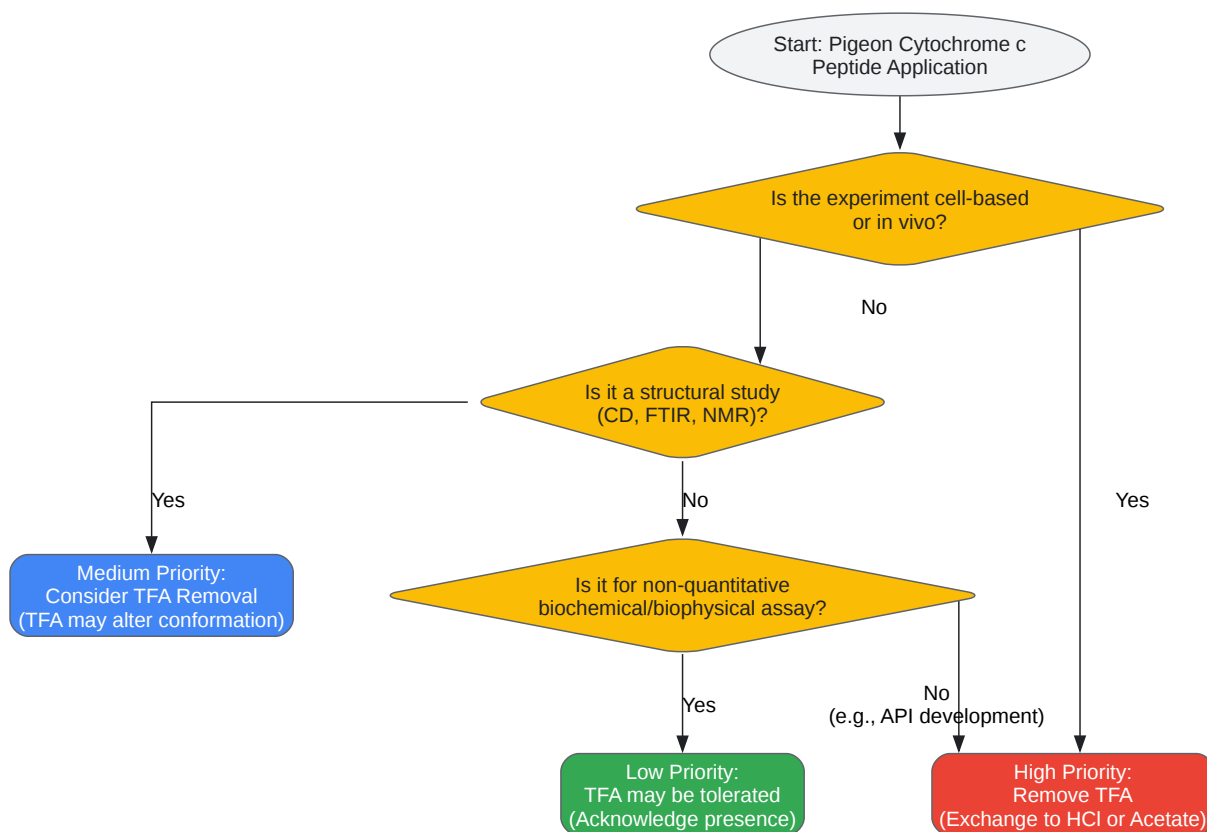 Start: Pigeon Cytochrome c
Peptide Application
Is the experiment cell-based
or in vivo?
No
Is it a structural study
(CD, FTIR, NMR)?
Yes
No
Yes
Medium Priority:
Consider TFA Removal
(TFA may alter conformation)
Is it for non-quantitative
biochemical/biophysical assay?
Yes
No
(e.g., API development)
Low Priority:
TFA may be tolerated
(Acknowledge presence)
High Priority:
Remove TFA
(Exchange to HCl or Acetate)